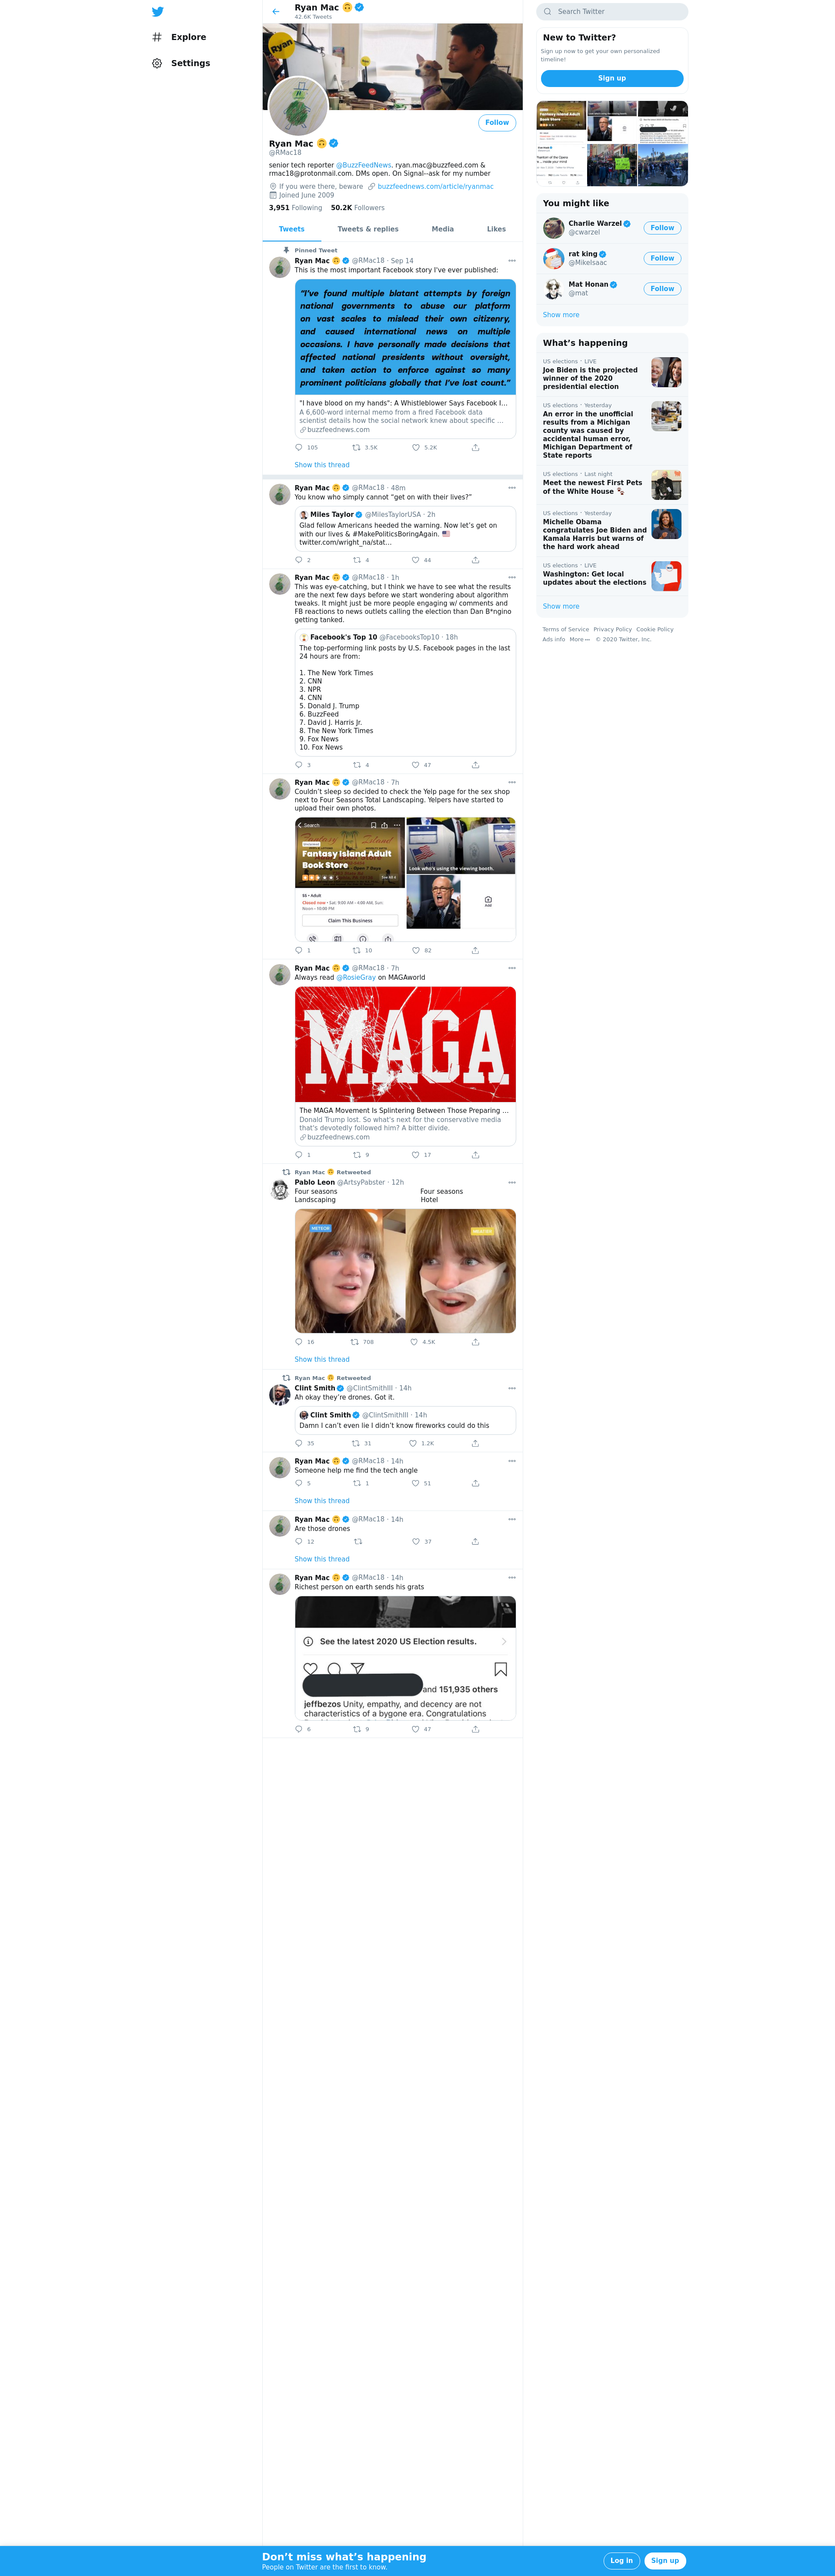 Explore
Settings
Ryan Mac 🙃
42.6K Tweets
Ryan
Follow
Ryan Mac 🙃
@RMac18
senior tech reporter @BuzzFeedNews. ryan.mac@buzzfeed.com &
rmac18@protonmail.com. DMs open. On Signal--ask for my number
If you were there, beware buzzfeednews.com/article/ryanmac
Joined June 2009
3,951 Following 50.2K Followers
Tweets Tweets & replies Media Likes
Pinned Tweet
Ryan Mac 🙃 @RMac18 · Sep 14
This is the most important Facebook story I've ever published:
"I've found multiple blatant attempts by foreign
national governments to abuse our platform
on vast scales to mislead their own citizenry,
and caused international news on multiple
occasions. I have personally made decisions that
affected national presidents without oversight,
and taken action to enforce against so many
prominent politicians globally that I've lost count."
"I have blood on my hands": A Whistleblower Says Facebook I...
A 6,600-word internal memo from a fired Facebook data
scientist details how the social network knew about specific ...
buzzfeednews.com
105 3.5K 5.2K
Show this thread
Ryan Mac 🙃 @RMac18 · 48m
You know who simply cannot "get on with their lives?"
Miles Taylor @MilesTaylorUSA · 2h
Glad fellow Americans heeded the warning. Now let's get on
with our lives & #MakePoliticsBoringAgain. 🇺🇸
twitter.com/wright_na/stat…
2 4 44
Ryan Mac 🙃 @RMac18 · 1h
This was eye-catching, but I think we have to see what the results
are the next few days before we start wondering about algorithm
tweaks. It might just be more people engaging w/ comments and
FB reactions to news outlets calling the election than Dan B*ngino
getting tanked.
Facebook's Top 10 @FacebooksTop10 · 18h
The top-performing link posts by U.S. Facebook pages in the last
24 hours are from:
1. The New York Times
2. CNN
3. NPR
4. CNN
5. Donald J. Trump
6. BuzzFeed
7. David J. Harris Jr.
8. The New York Times
9. Fox News
10. Fox News
3 4 47
Ryan Mac 🙃 @RMac18 · 7h
Couldn't sleep so decided to check the Yelp page for the sex shop
next to Four Seasons Total Landscaping. Yelpers have started to
upload their own photos.
Search
Fantasy Island Adult
Book Store
$$ • Adult
Closed now
Claim This Business
Look who's using the viewing booth.
Add
1 10 62
Ryan Mac 🙃 @RMac18 · 7h
Always read @RosieGray on MAGAworld
MAGA
The MAGA Movement Is Splintering Between Those Preparing ...
Donald Trump lost. So what's next for the conservative media
that's devotedly followed him? A bitter divide.
buzzfeednews.com
1 9 17
Ryan Mac 🙃 Retweeted
Pablo Leon @ArtsyPabster · 12h
Four seasons Four seasons
Landscaping Hotel
16 708 4.5K
Show this thread
Ryan Mac 🙃 Retweeted
Clint Smith @ClintSmithIII · 14h
Ah okay they're drones. Got it.
Clint Smith @ClintSmithIII · 14h
Damn I can't even lie I didn't know fireworks could do this
35 31 1.2K
Ryan Mac 🙃 @RMac18 · 14h
Someone help me find the tech angle
5 1 51
Show this thread
Ryan Mac 🙃 @RMac18 · 14h
Are those drones
12 37
Show this thread
Ryan Mac 🙃 @RMac18 · 14h
Richest person on earth sends his grats
See the latest 2020 US Election results.
and 151,935 others
jeffbezos Unity, empathy, and decency are not
characteristics of a bygone era. Congratulations
6 9 47
Search Twitter
New to Twitter?
Sign up now to get your own personalized
timeline!
Sign up
You might like
Charlie Warzel
@cwarzel
Follow
rat king
@MikeIsaac
Follow
Mat Honan
@mat
Follow
Show more
What's happening
US elections · LIVE
Joe Biden is the projected
winner of the 2020
presidential election
US elections · Yesterday
An error in the unofficial
results from a Michigan
county was caused by
accidental human error,
Michigan Department of
State reports
US elections · Last night
Meet the newest First Pets
of the White House 🐾
US elections · Yesterday
Michelle Obama
congratulates Joe Biden and
Kamala Harris but warns of
the hard work ahead
US elections · LIVE
Washington: Get local
updates about the elections
Show more
Terms of Service Privacy Policy Cookie Policy
Ads info More © 2020 Twitter, Inc.
Don't miss what's happening
People on Twitter are the first to know.
Log in Sign up